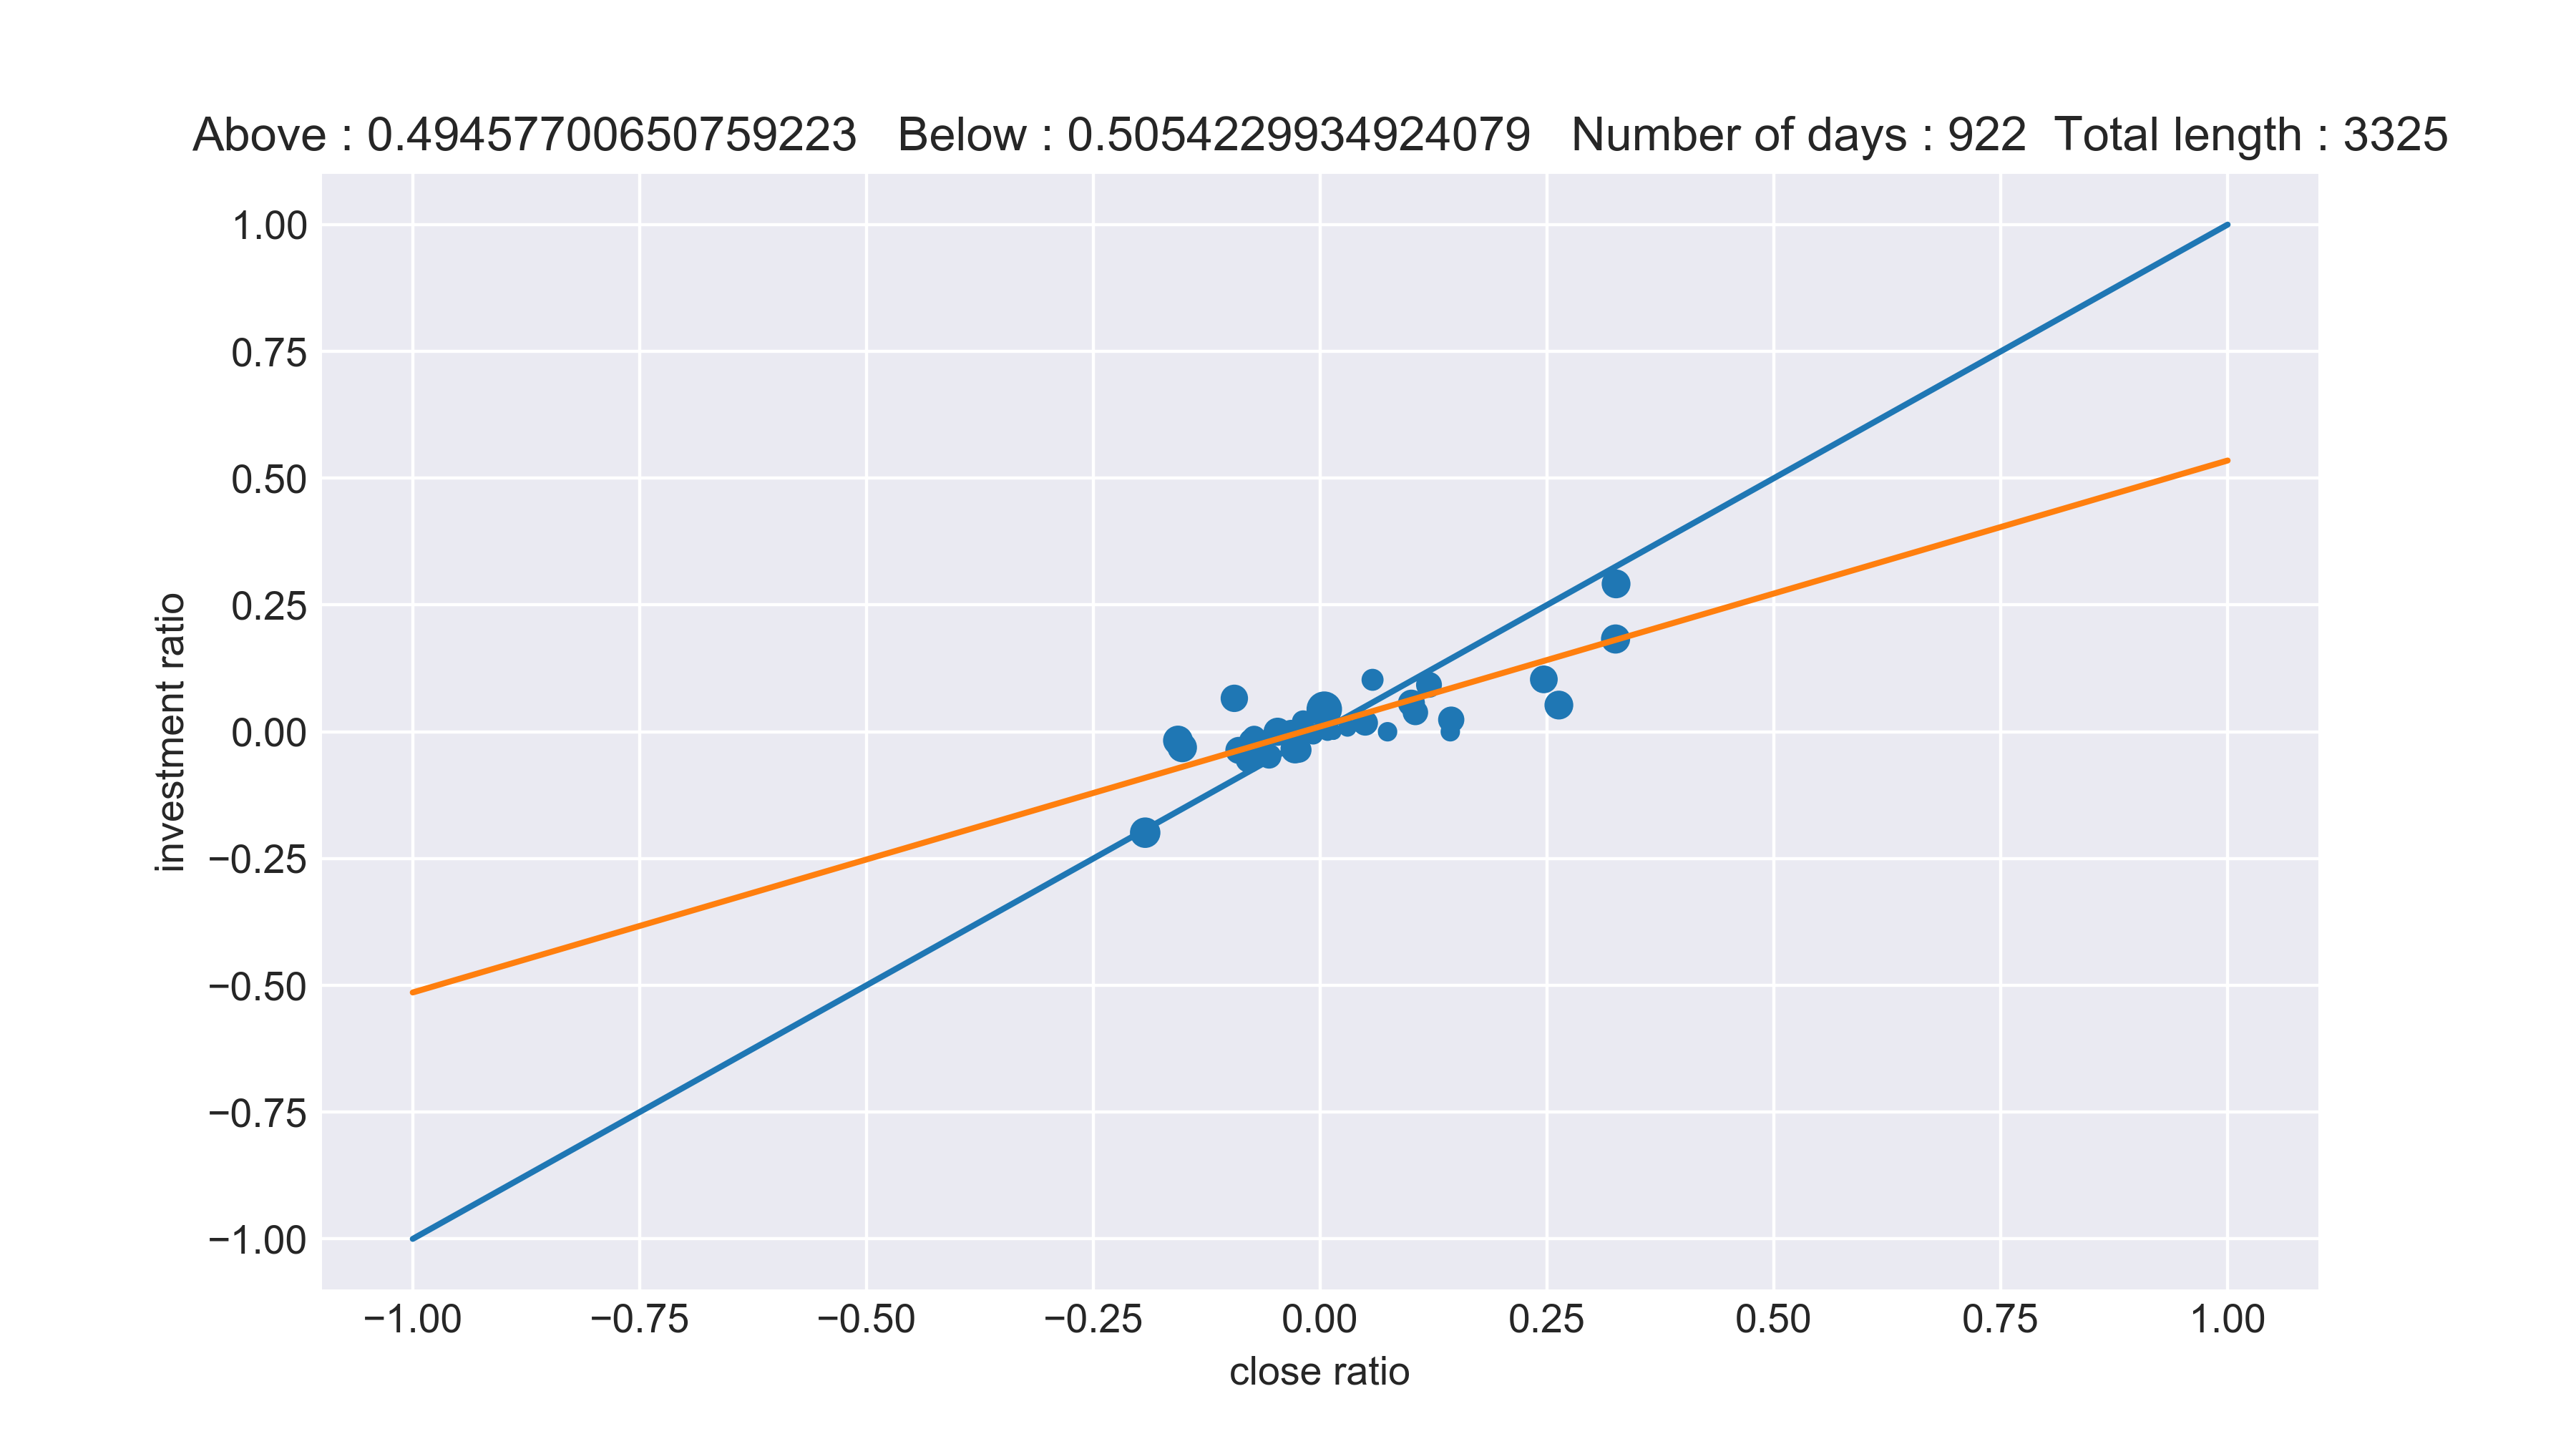 Above : 0.49457700650759223   Below : 0.5054229934924079   Number of days : 922  Total length : 3325
1.00
0.75
0.50
0.25
0.00
−0.25
−0.50
−0.75
−1.00
investment ratio
−1.00 −0.75 −0.50 −0.25 0.00 0.25 0.50 0.75 1.00
close ratio